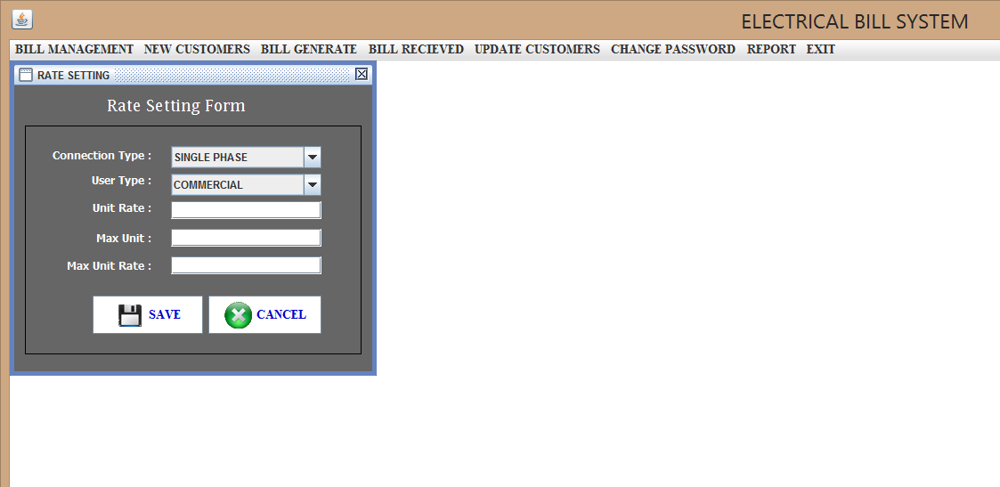 ELECTRICAL BILL SYSTEM
BILL MANAGEMENT NEW CUSTOMERS BILL GENERATE BILL RECIEVED UPDATE CUSTOMERS CHANGE PASSWORD REPORT EXIT
RATE SETTING
Rate Setting Form
Connection Type : SINGLE PHASE
User Type : COMMERCIAL
Unit Rate :
Max Unit :
Max Unit Rate :
SAVE CANCEL